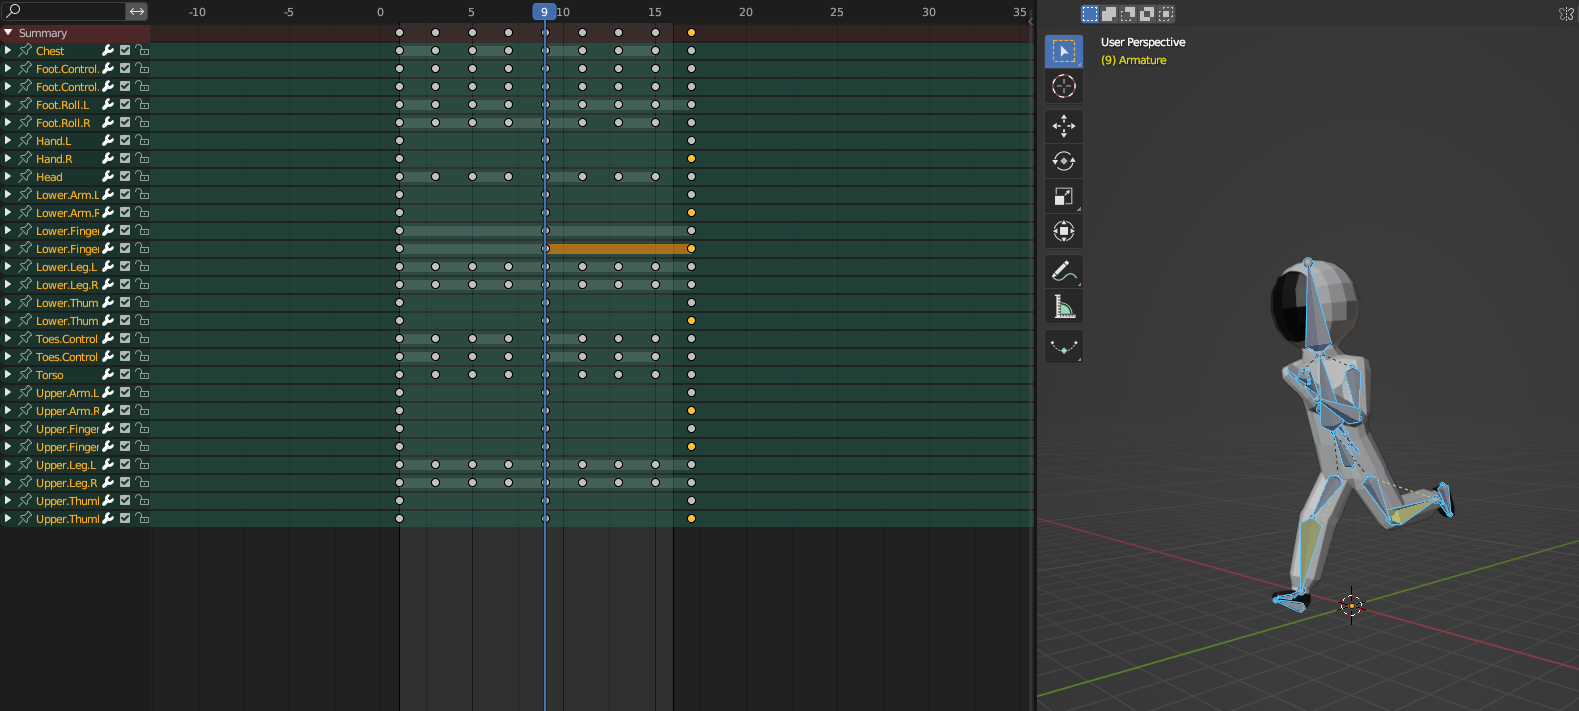 -10 -5 0 5 9 10 15 20 25 30 35
Summary
Chest
Foot.Control.
Foot.Control.
Foot.Roll.L
Foot.Roll.R
Hand.L
Hand.R
Head
Lower.Arm.L
Lower.Arm.R
Lower.Finger
Lower.Finger
Lower.Leg.L
Lower.Leg.R
Lower.Thum
Lower.Thum
Toes.Control
Toes.Control
Torso
Upper.Arm.L
Upper.Arm.R
Upper.Finger
Upper.Finger
Upper.Leg.L
Upper.Leg.R
Upper.Thuml
Upper.Thuml
User Perspective
(9) Armature